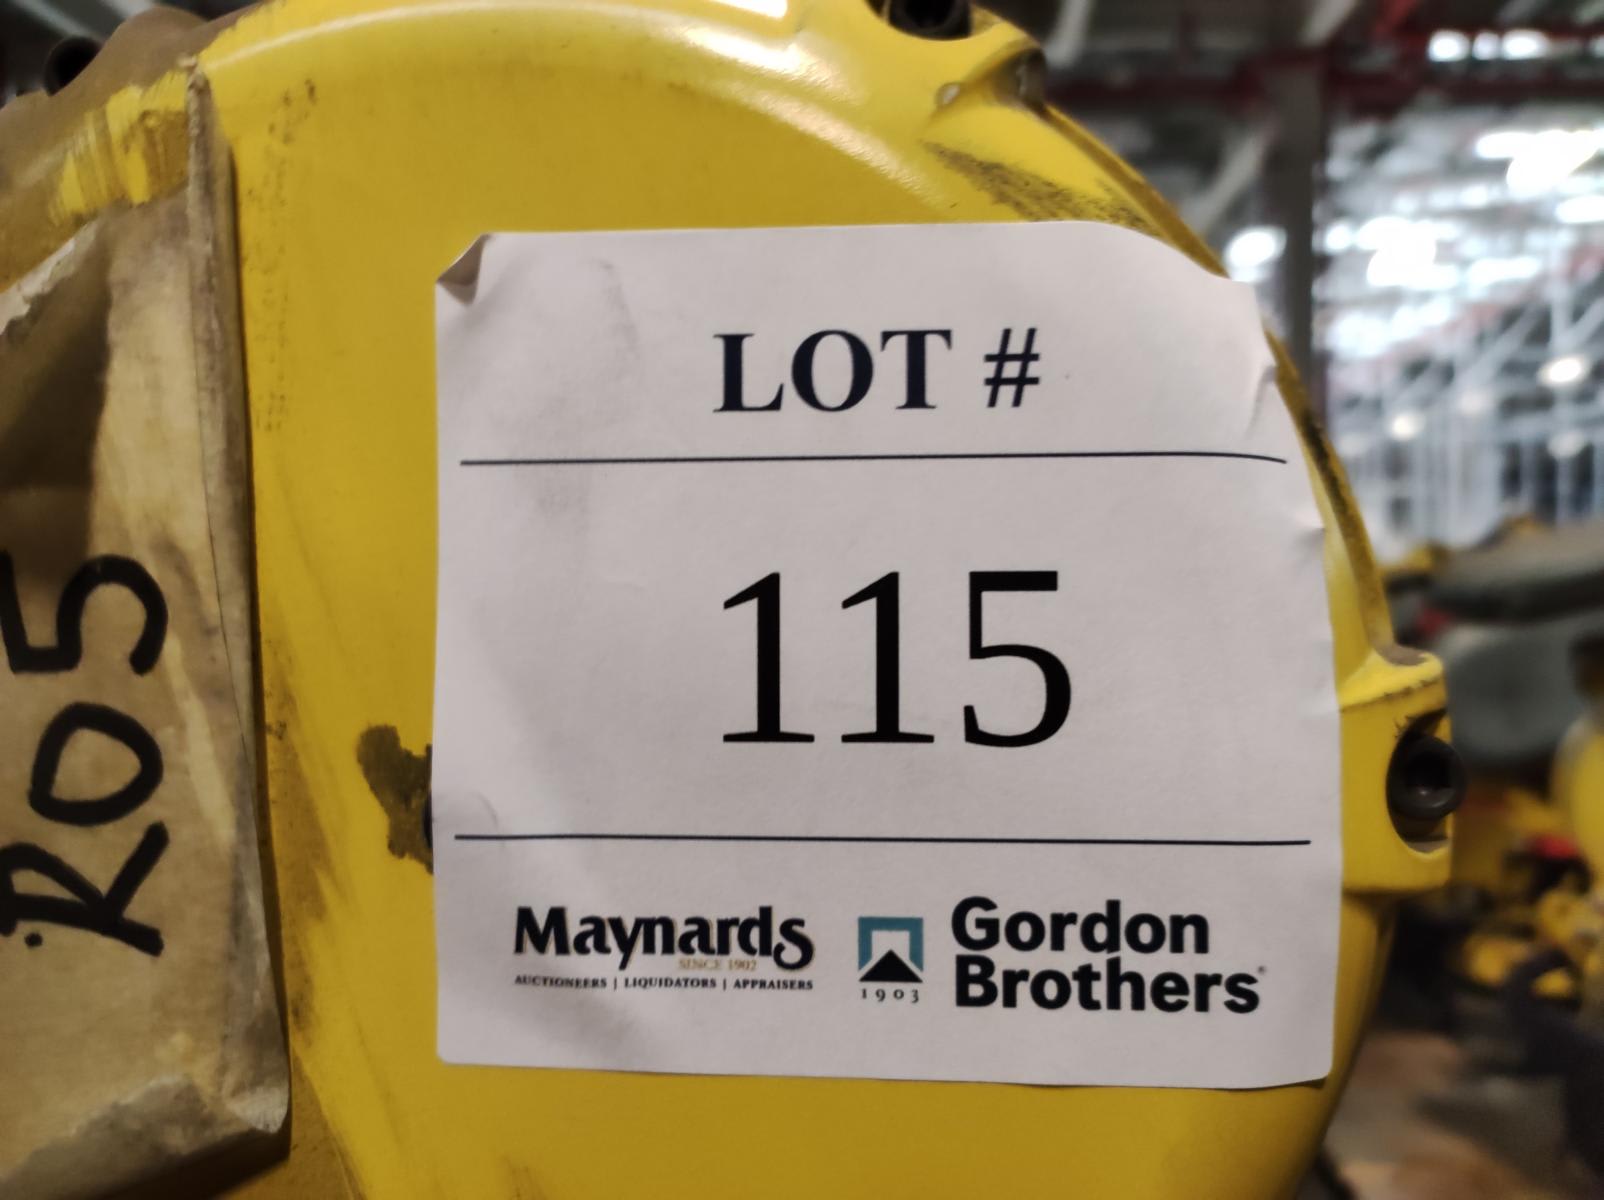 LOT #
115
Maynards
SINCE 1902
AUCTIONEERS | LIQUIDATORS | APPRAISERS
1903
Gordon
Brothers
R05